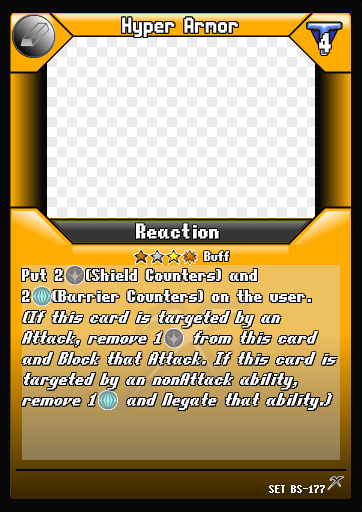 Hyper Armor
4
Reaction
Buff
Put 2 (Shield Counters) and
2 (Barrier Counters) on the user.
(If this card is targeted by an
Attack, remove 1 from this card
and Block that Attack. If this card is
targeted by an nonAttack ability,
remove 1 and Negate that ability.)
SET BS-177